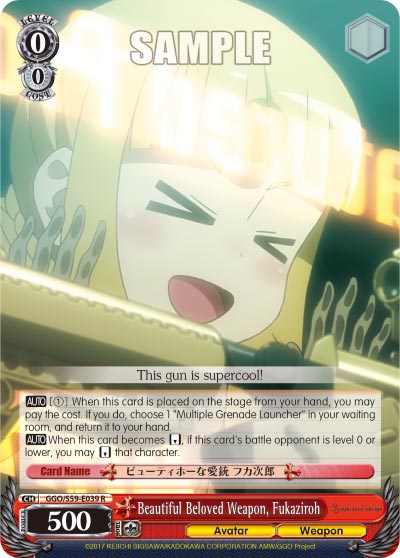 LEVEL
0
0
COST
SAMPLE
This gun is supercool!
AUTO [①] When this card is placed on the stage from your hand, you may
pay the cost. If you do, choose 1 "Multiple Grenade Launcher" in your waiting
room, and return it to your hand.
AUTO When this card becomes [▼], if this card's battle opponent is level 0 or
lower, you may [▼] that character.
Card Name ビューティホーな愛銃 フカ次郎
CH GGO/S59-E039 R
Beautiful Beloved Weapon, Fukaziroh
POWER
500
TRAIT
Avatar Weapon
©2017 KEIICHI SIGSAWA/KADOKAWA CORPORATION AMW/GGO Project